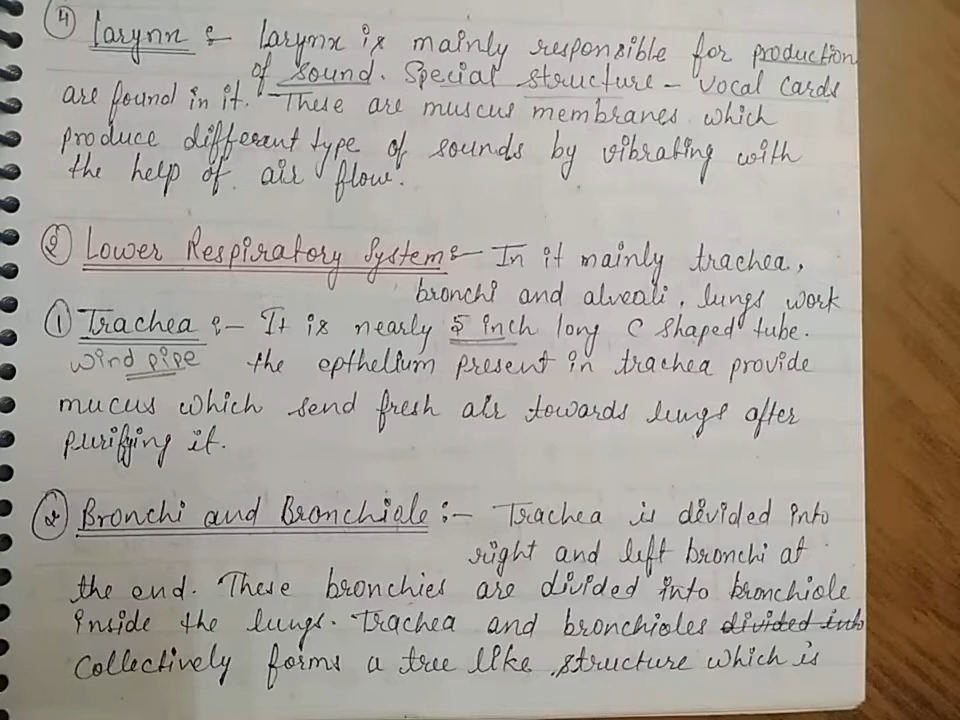 ④ Larynx :- Larynx is mainly responsible for production
of sound. Special structure - vocal cards
are found in it. These are muscus membranes which
produce differant type of sounds by vibrating with
the help of air flow.
② Lower Respiratory System :- In it mainly trachea,
bronchi and alveali, lungs work
① Trachea :- It is nearly 5 inch long C shaped tube.
wind pipe the epthelium present in trachea provide
mucus which send fresh air towards lungs after
purifying it.
② Bronchi and Bronchiole :- Trachea is divided into
right and left bronchi at
the end. These bronchies are divided into bronchiole
inside the lungs. Trachea and bronchioles divided into
Collectively forms a tree like structure which is